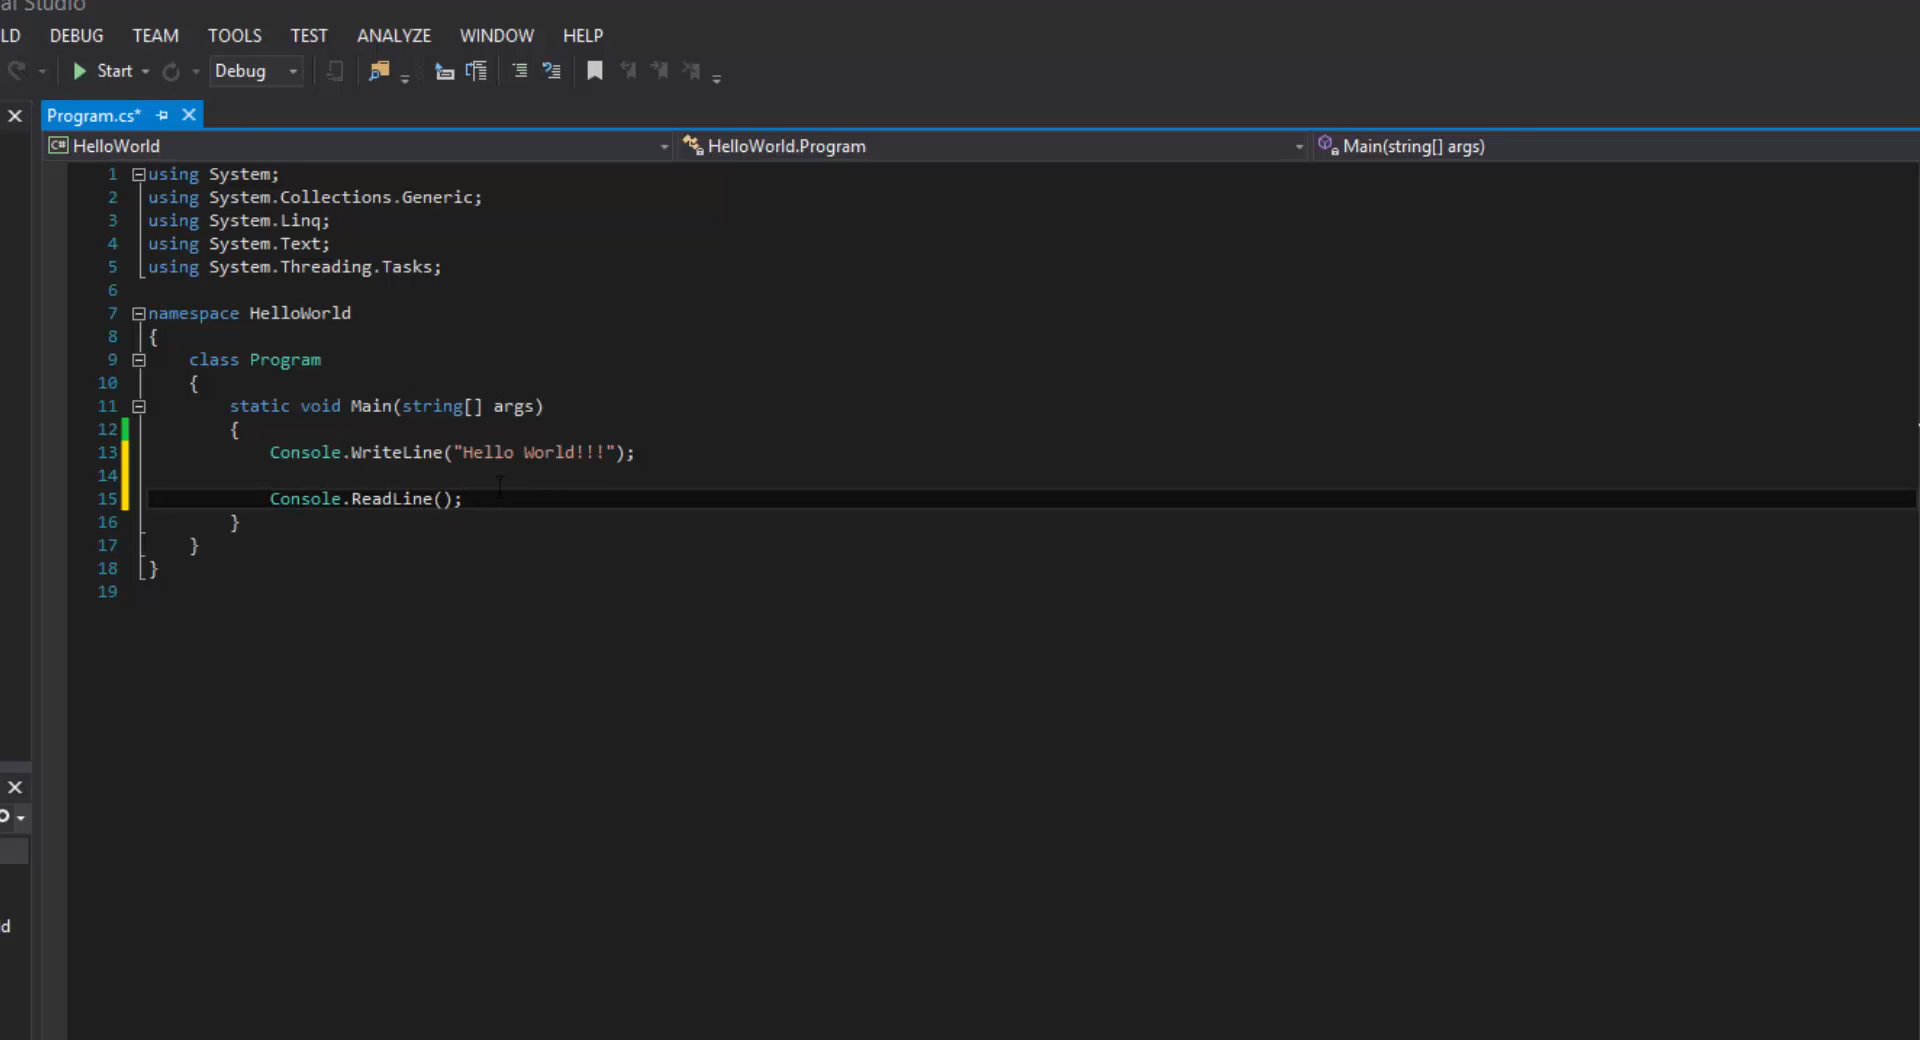 al Studio
LD DEBUG TEAM TOOLS TEST ANALYZE WINDOW HELP
Start Debug
Program.cs*
C# HelloWorld HelloWorld.Program Main(string[] args)
1 using System;
2 using System.Collections.Generic;
3 using System.Linq;
4 using System.Text;
5 using System.Threading.Tasks;
6
7 namespace HelloWorld
8 {
9 class Program
10 {
11 static void Main(string[] args)
12 {
13 Console.WriteLine("Hello World!!!");
14
15 Console.ReadLine();
16 }
17 }
18 }
19
ld